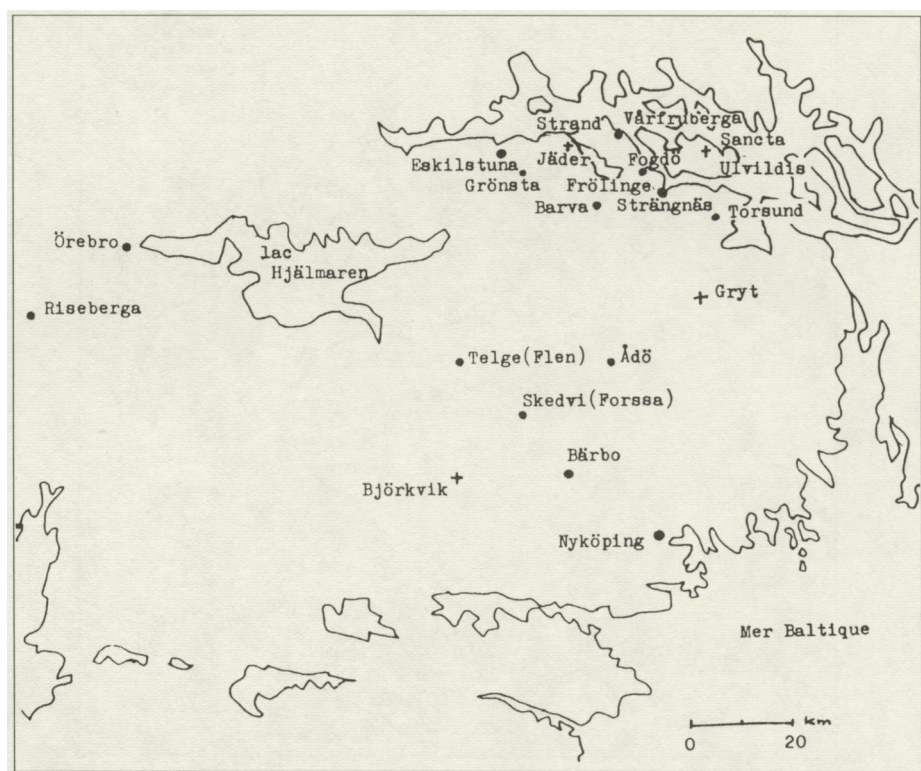 Strand
Vårfruberga
Sancta
Ulvildis
Eskilstuna
Jäder
Fogdö
Grönsta
Frölinge
Barva
Strängnäs
Torsund
Örebro
lac
Hjälmaren
Riseberga
Gryt
Telge(Flen)
Ådö
Skedvi(Forssa)
Bärbo
Björkvik
Nyköping
Mer Baltique
km
0 20